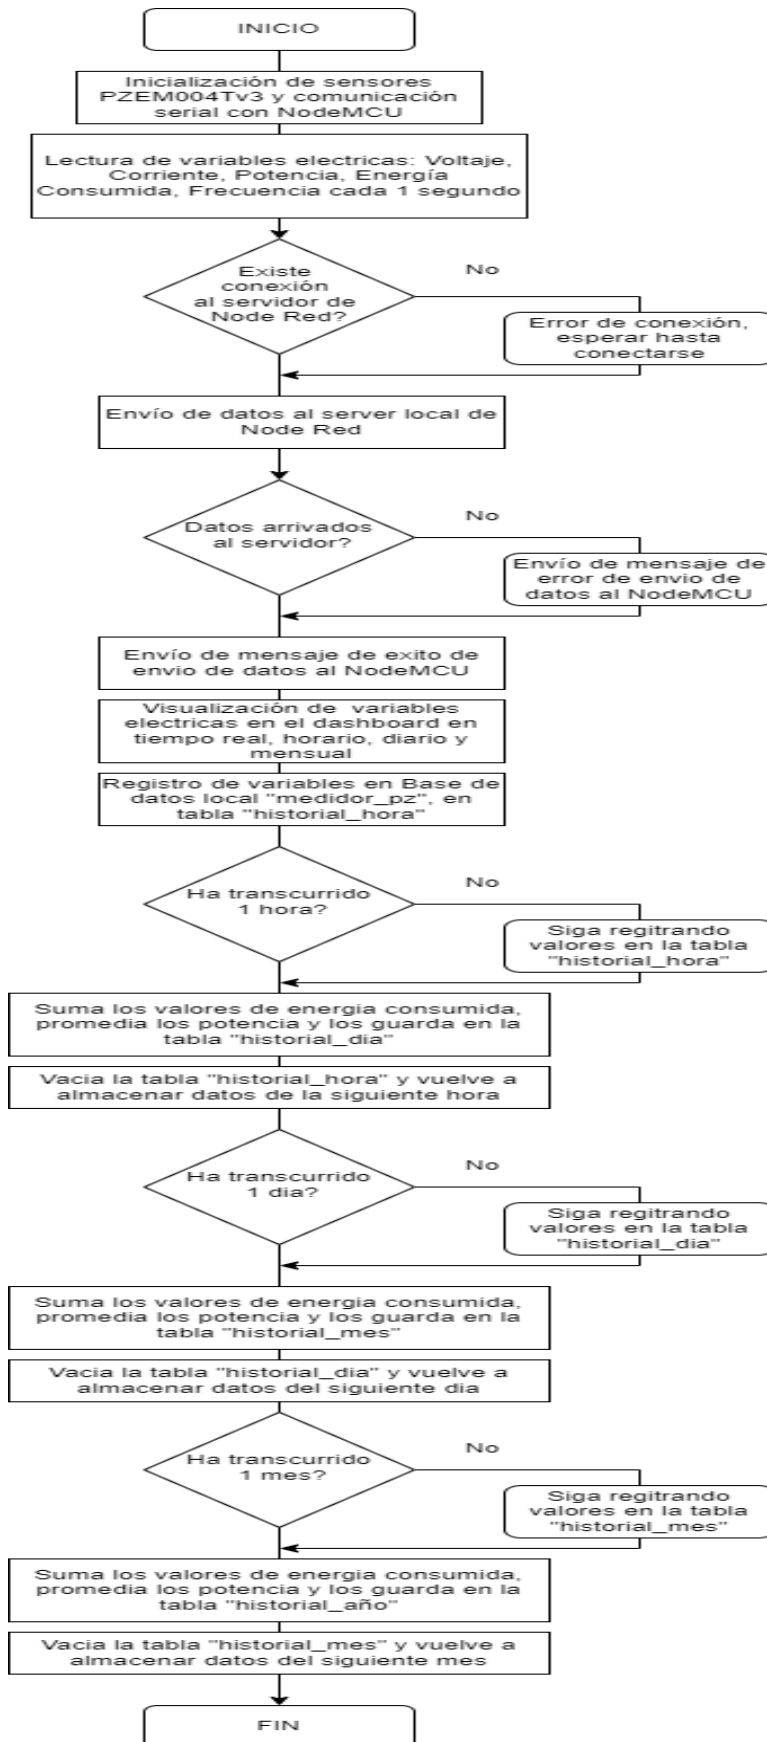 INICIO
Inicialización de sensores
PZEM004Tv3 y comunicación
serial con NodeMCU
Lectura de variables electricas: Voltaje,
Corriente, Potencia, Energía
Consumida, Frecuencia cada 1 segundo
Existe
conexión
al servidor de
Node Red?
No
Error de conexión,
esperar hasta
conectarse
Envío de datos al server local de
Node Red
Datos arrivados
al servidor?
No
Envío de mensaje de
error de envio de
datos al NodeMCU
Envío de mensaje de exito de
envio de datos al NodeMCU
Visualización de variables
electricas en el dashboard en
tiempo real, horario, diario y
mensual
Registro de variables en Base de
datos local "medidor_pz", en
tabla "historial_hora"
Ha transcurrido
1 hora?
No
Siga regitrando
valores en la tabla
"historial_hora"
Suma los valores de energia consumida,
promedia los potencia y los guarda en la
tabla "historial_dia"
Vacia la tabla "historial_hora" y vuelve a
almacenar datos de la siguiente hora
Ha transcurrido
1 dia?
No
Siga regitrando
valores en la tabla
"historial_dia"
Suma los valores de energia consumida,
promedia los potencia y los guarda en la
tabla "historial_mes"
Vacia la tabla "historial_dia" y vuelve a
almacenar datos del siguiente dia
Ha transcurrido
1 mes?
No
Siga regitrando
valores en la tabla
"historial_mes"
Suma los valores de energia consumida,
promedia los potencia y los guarda en la
tabla "historial_año"
Vacia la tabla "historial_mes" y vuelve a
almacenar datos del siguiente mes
FIN